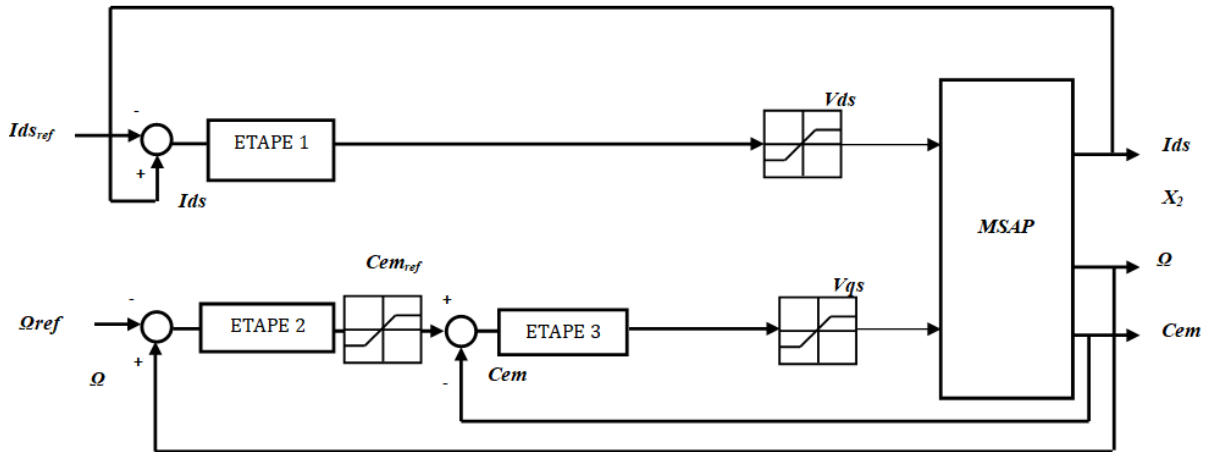 Vds
Ids_ref
-
ETAPE 1
Ids
+
Ids
X₂
MSAP
Cem_ref
Ω
-
+
Vqs
Ωref
ETAPE 2
ETAPE 3
Cem
+
Cem
Ω
-